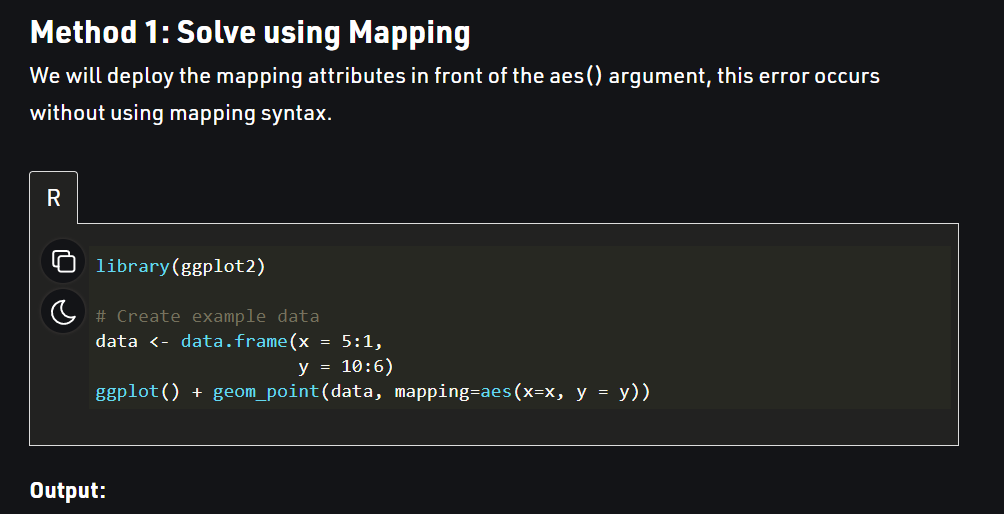 Method 1: Solve using Mapping
We will deploy the mapping attributes in front of the aes() argument, this error occurs
without using mapping syntax.
R
library(ggplot2)
# Create example data
data <- data.frame(x = 5:1,
                   y = 10:6)
ggplot() + geom_point(data, mapping=aes(x=x, y = y))
Output: